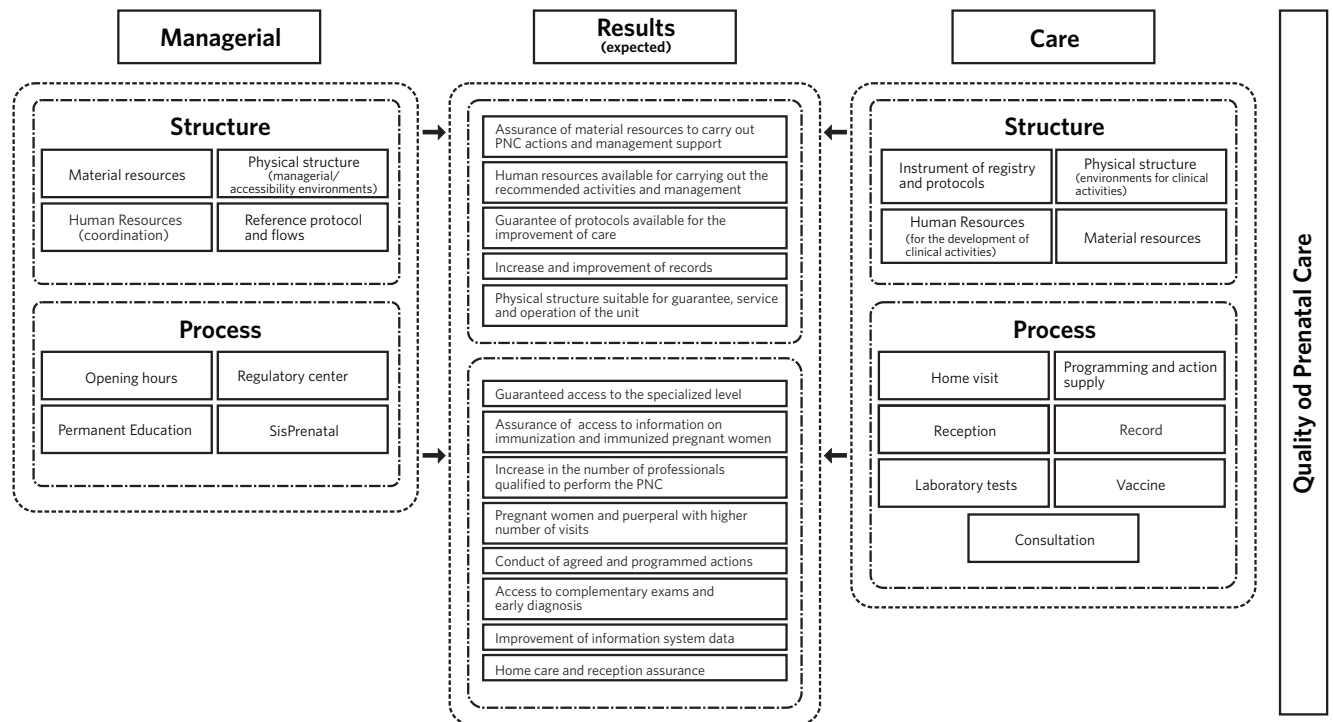 Managerial
Structure
Material resources
Physical structure
(managerial/
accessibility environments)
Human Resources
(coordination)
Reference protocol
and flows
Process
Opening hours
Regulatory center
Permanent Education
SisPrenatal
Results
(expected)
Assurance of material resources to carry out
PNC actions and management support
Human resources available for carrying out the
recommended activities and management
Guarantee of protocols available for the
improvement of care
Increase and improvement of records
Physical structure suitable for guarantee, service
and operation of the unit
Guaranteed access to the specialized level
Assurance of access to information on
immunization and immunized pregnant women
Increase in the number of professionals
qualified to perform the PNC
Pregnant women and puerperal with higher
number of visits
Conduct of agreed and programmed actions
Access to complementary exams and
early diagnosis
Improvement of information system data
Home care and reception assurance
Care
Structure
Instrument of registry
and protocols
Physical structure
(environments for clinical
activities)
Human Resources
(for the development of
clinical activities)
Material resources
Process
Home visit
Programming and action
supply
Reception
Record
Laboratory tests
Vaccine
Consultation
Quality od Prenatal Care